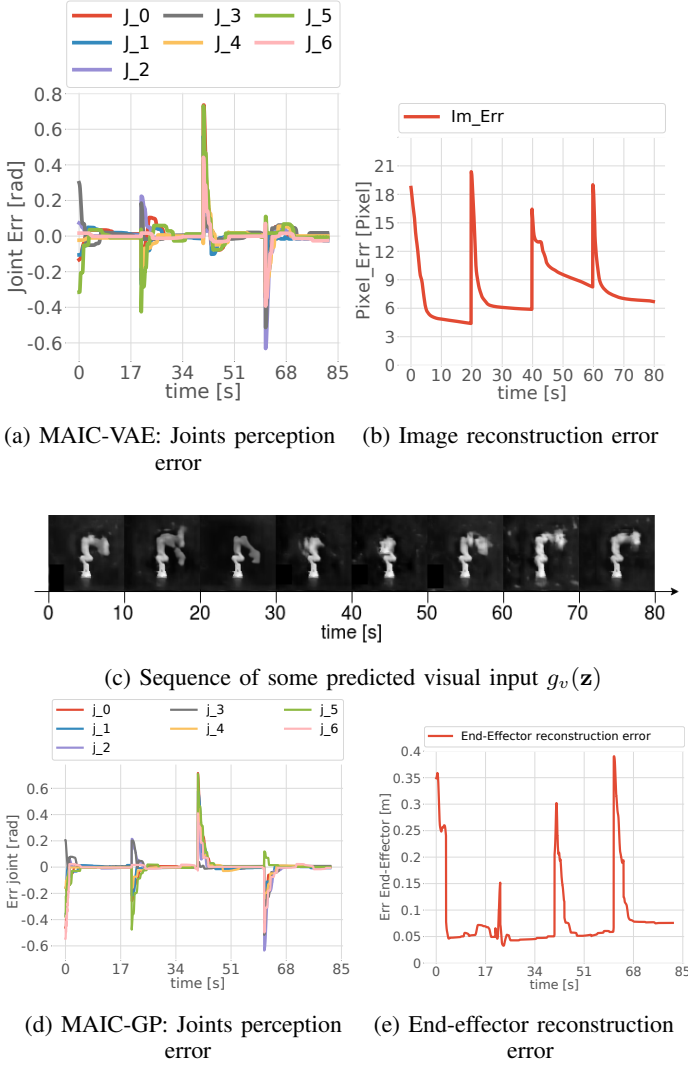 J_0 J_3 J_5
J_1 J_4 J_6
J_2
0.8
0.6
0.4
0.2
0.0
-0.2
-0.4
-0.6
Joint Err [rad]
0 17 34 51 68 85
time [s]
Im_Err
21
18
15
12
9
6
3
0
Pixel_Err [Pixel]
0 10 20 30 40 50 60 70 80
time [s]
(a) MAIC-VAE: Joints perception
error
(b) Image reconstruction error
0 10 20 30 40 50 60 70 80
time [s]
(c) Sequence of some predicted visual input g_v(z)
j_0 j_3 j_5
j_1 j_4 j_6
j_2
0.6
0.4
0.2
0.0
-0.2
-0.4
-0.6
Err joint [rad]
0 17 34 51 68 85
time [s]
End-Effector reconstruction error
0.4
0.35
0.3
0.25
0.2
0.15
0.1
0.05
0.0
Err End-Effector [m]
0 17 34 51 68 85
time [s]
(d) MAIC-GP: Joints perception
error
(e) End-effector reconstruction
error